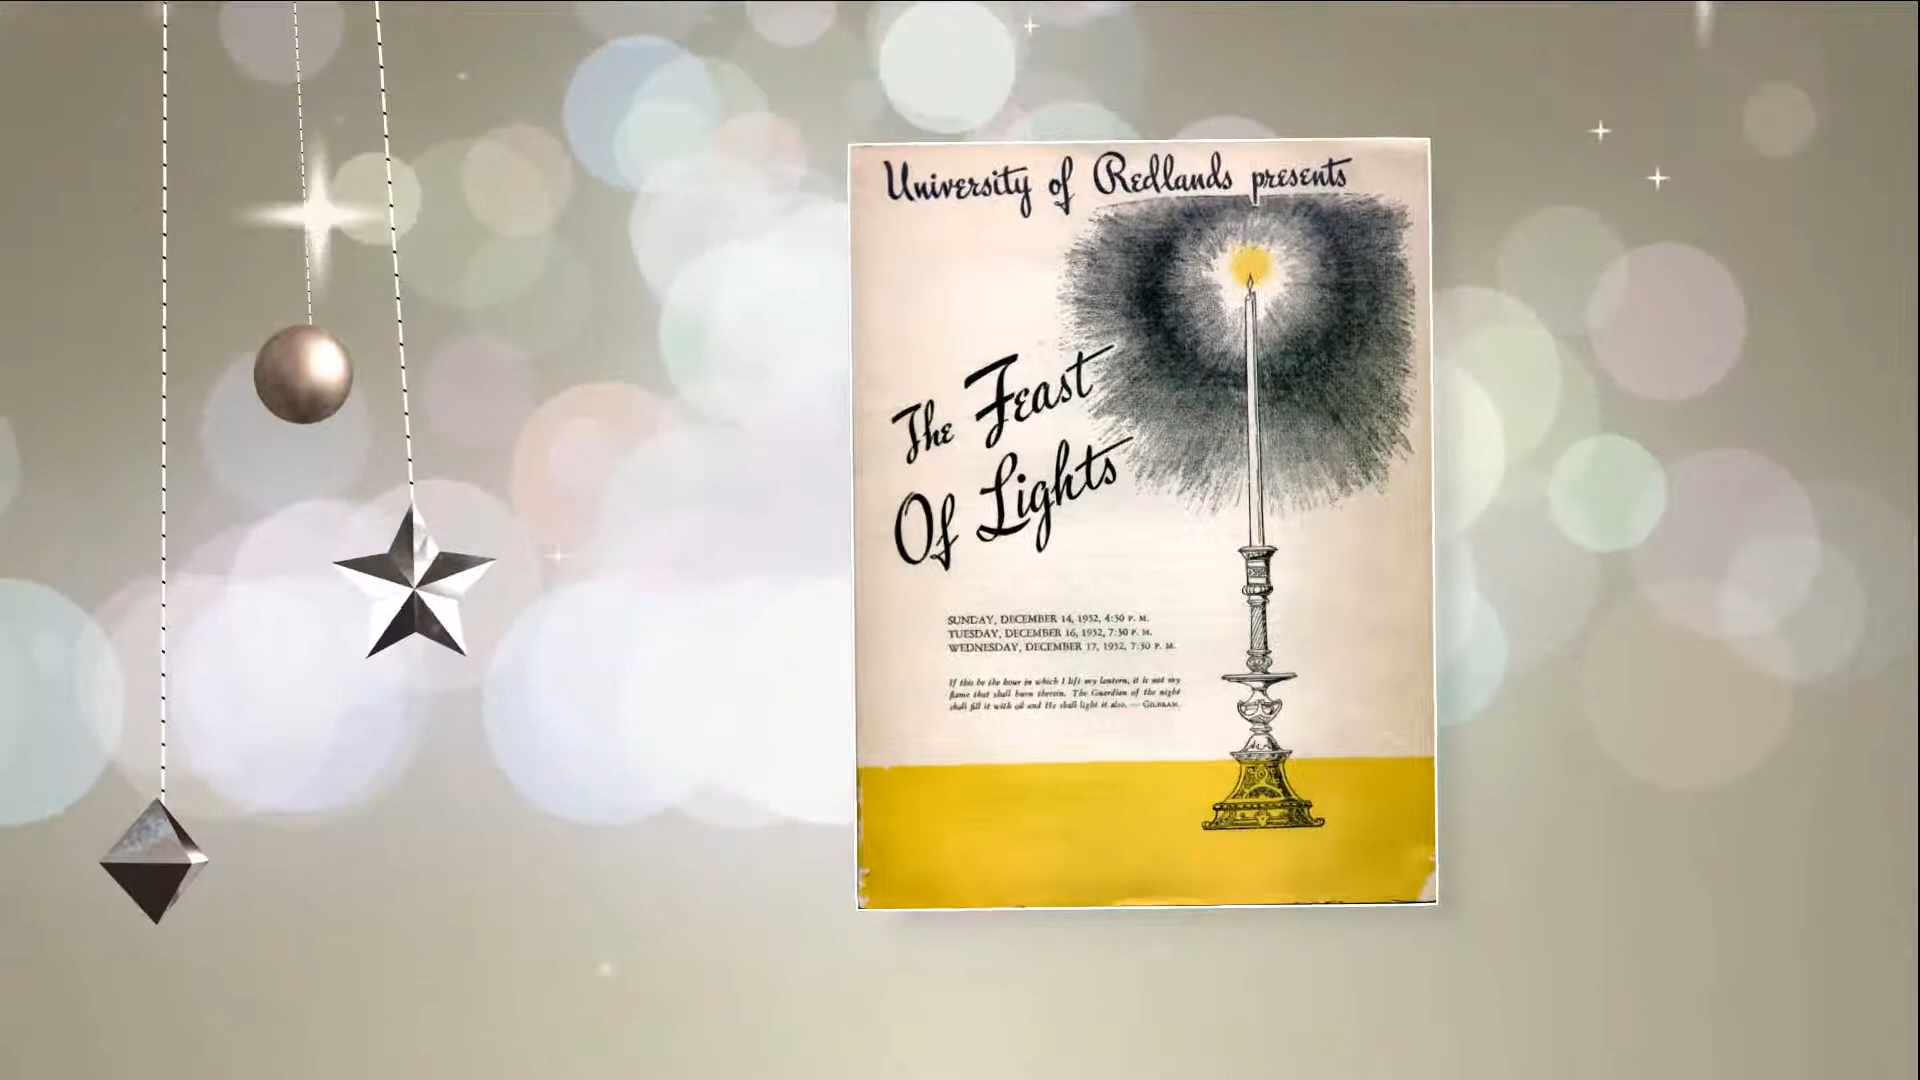 University of Redlands presents
The Feast
Of Lights
SUNDAY, DECEMBER 14, 1952, 4:30 P. M.
TUESDAY, DECEMBER 16, 1952, 7:30 P. M.
WEDNESDAY, DECEMBER 17, 1952, 7:30 P. M.
If this be the hour in which I lift my lantern, it is not my
flame that shall burn therein. The Guardian of the night
shall fill it with oil and He shall light it also. — GILBRAN.